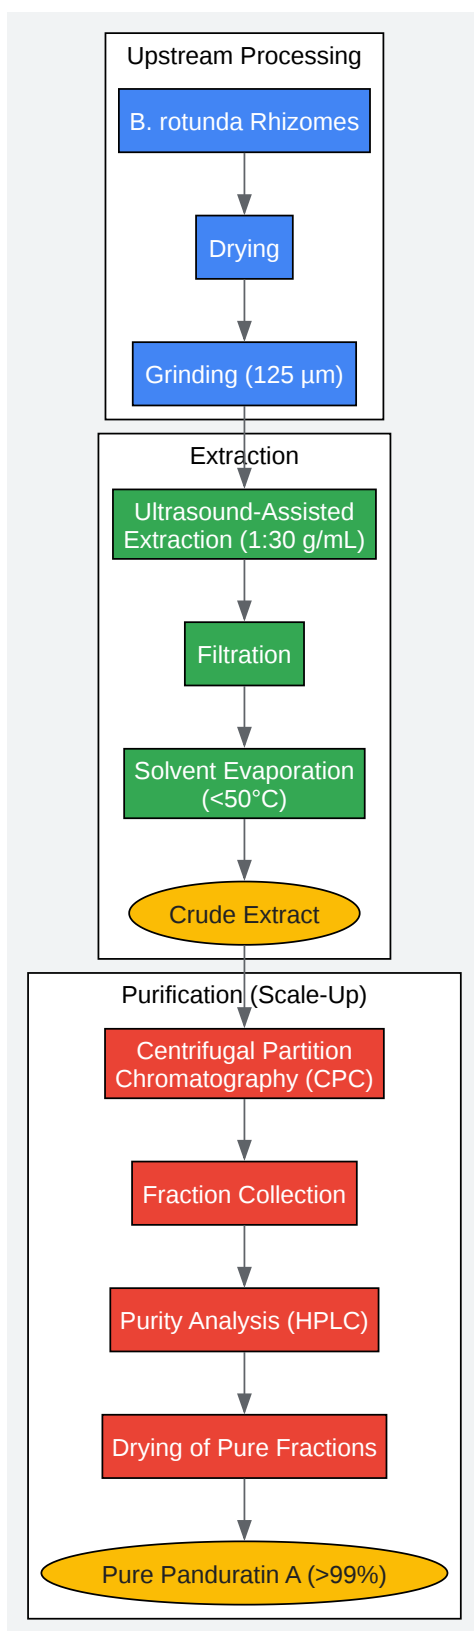 Upstream Processing
B. rotunda Rhizomes
Drying
Grinding (125 µm)
Extraction
Ultrasound-Assisted
Extraction (1:30 g/mL)
Filtration
Solvent Evaporation
(<50°C)
Crude Extract
Purification (Scale-Up)
Centrifugal Partition
Chromatography (CPC)
Fraction Collection
Purity Analysis (HPLC)
Drying of Pure Fractions
Pure Panduratin A (>99%)